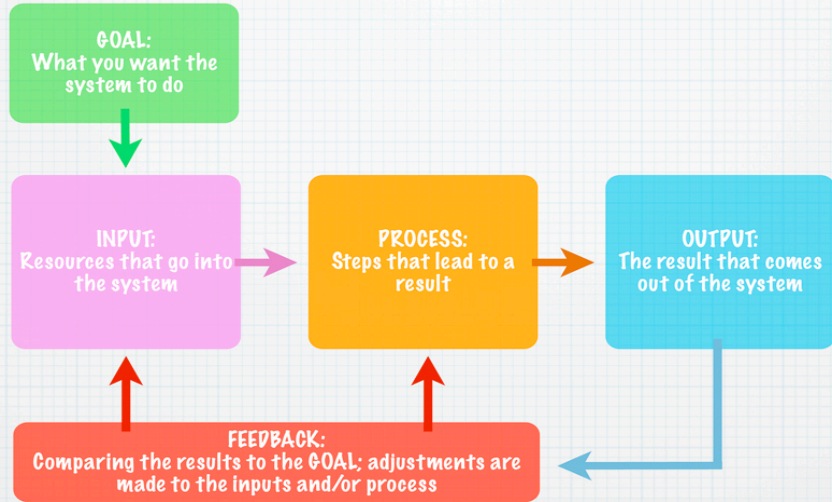 GOAL:
What you want the
system to do
INPUT:
Resources that go into
the system
PROCESS:
Steps that lead to a
result
OUTPUT:
The result that comes
out of the system
FEEDBACK:
Comparing the results to the GOAL; adjustments are
made to the inputs and/or process